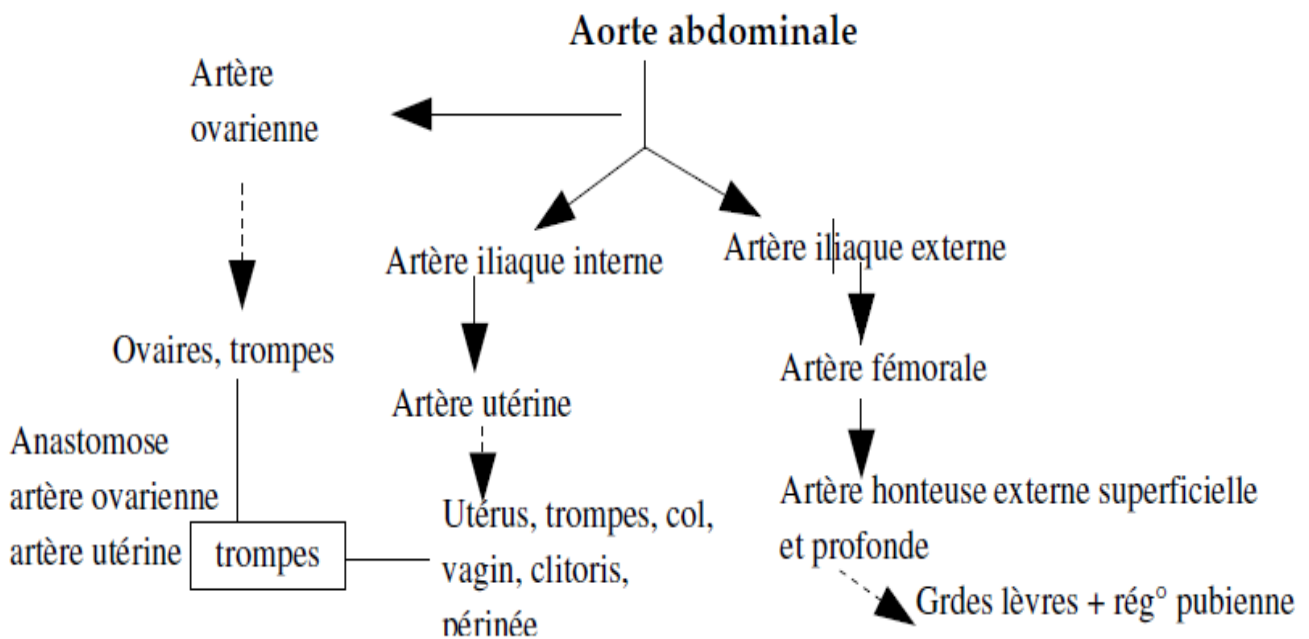 Aorte abdominale
Artère
ovarienne
Artère iliaque interne
Artère iliaque externe
Ovaires, trompes
Artère fémorale
Artère utérine
Anastomose
artère ovarienne
artère utérine
trompes
Utérus, trompes, col,
vagin, clitoris,
périnée
Artère honteuse externe superficielle
et profonde
Grdes lèvres + rég° pubienne